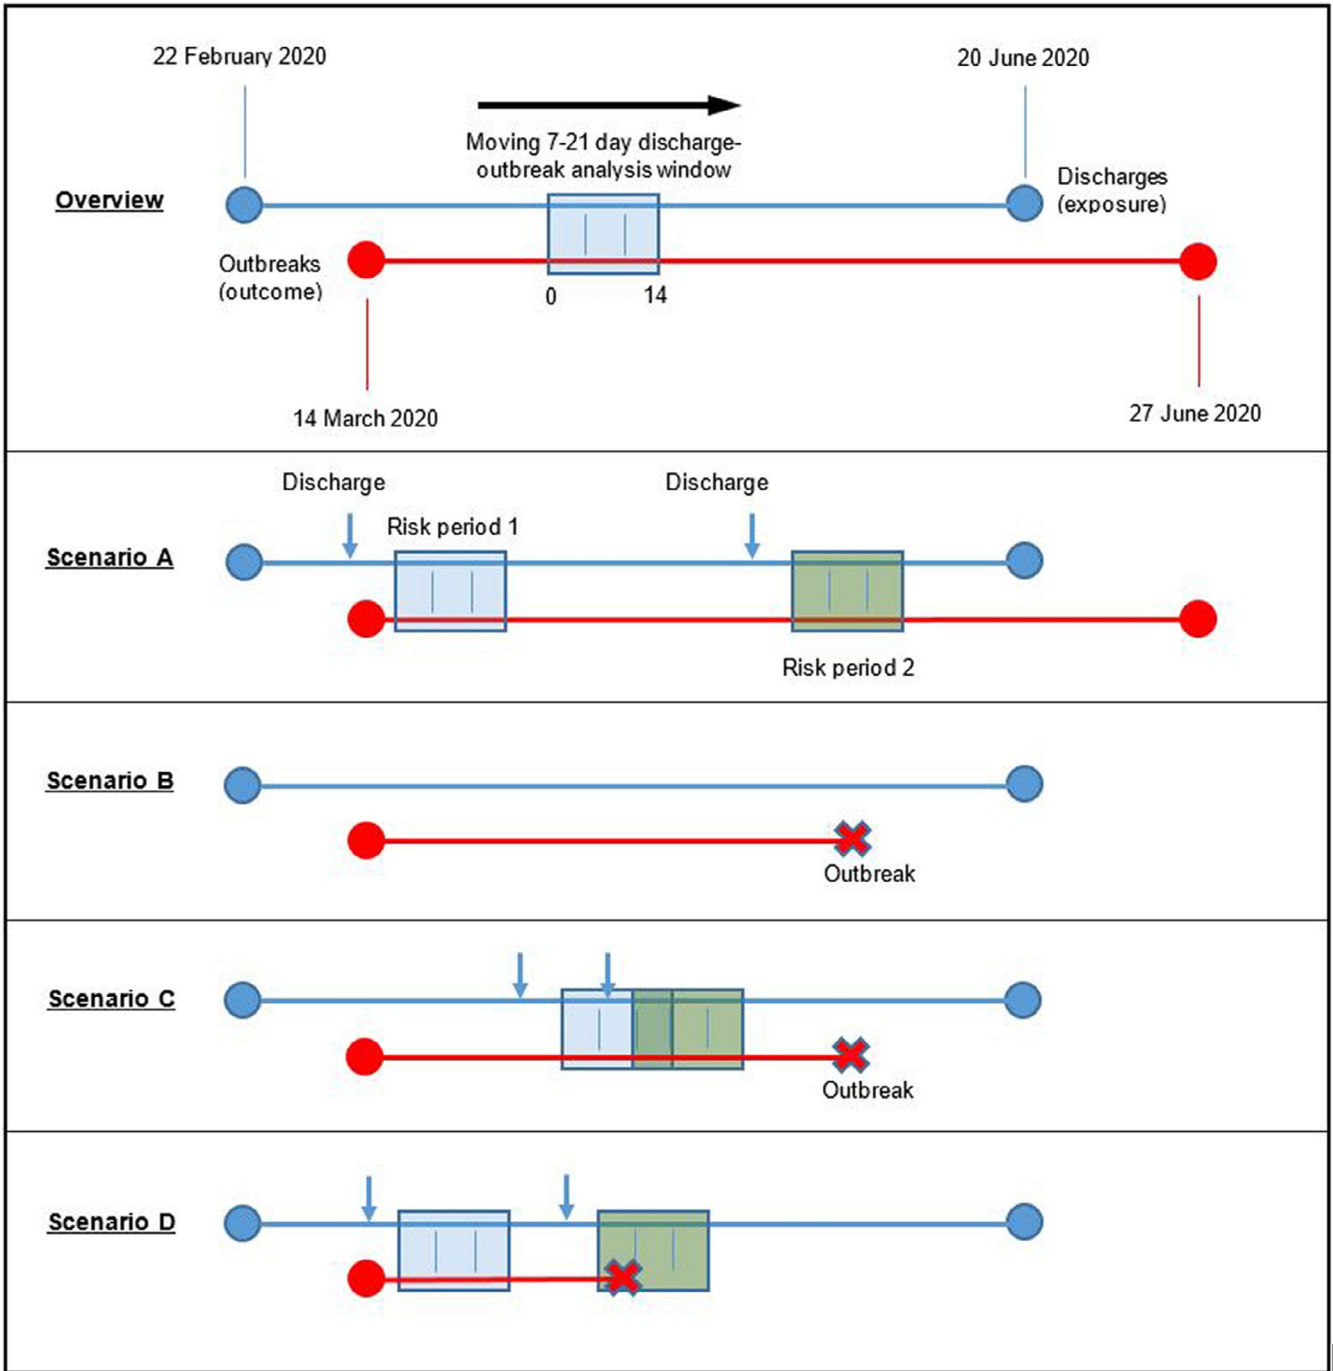 22 February 2020
20 June 2020
Moving 7-21 day discharge-
outbreak analysis window
Overview
Discharges
(exposure)
Outbreaks
(outcome)
0
14
14 March 2020
27 June 2020
Discharge
Discharge
Risk period 1
Scenario A
Risk period 2
Scenario B
Outbreak
Scenario C
Outbreak
Scenario D